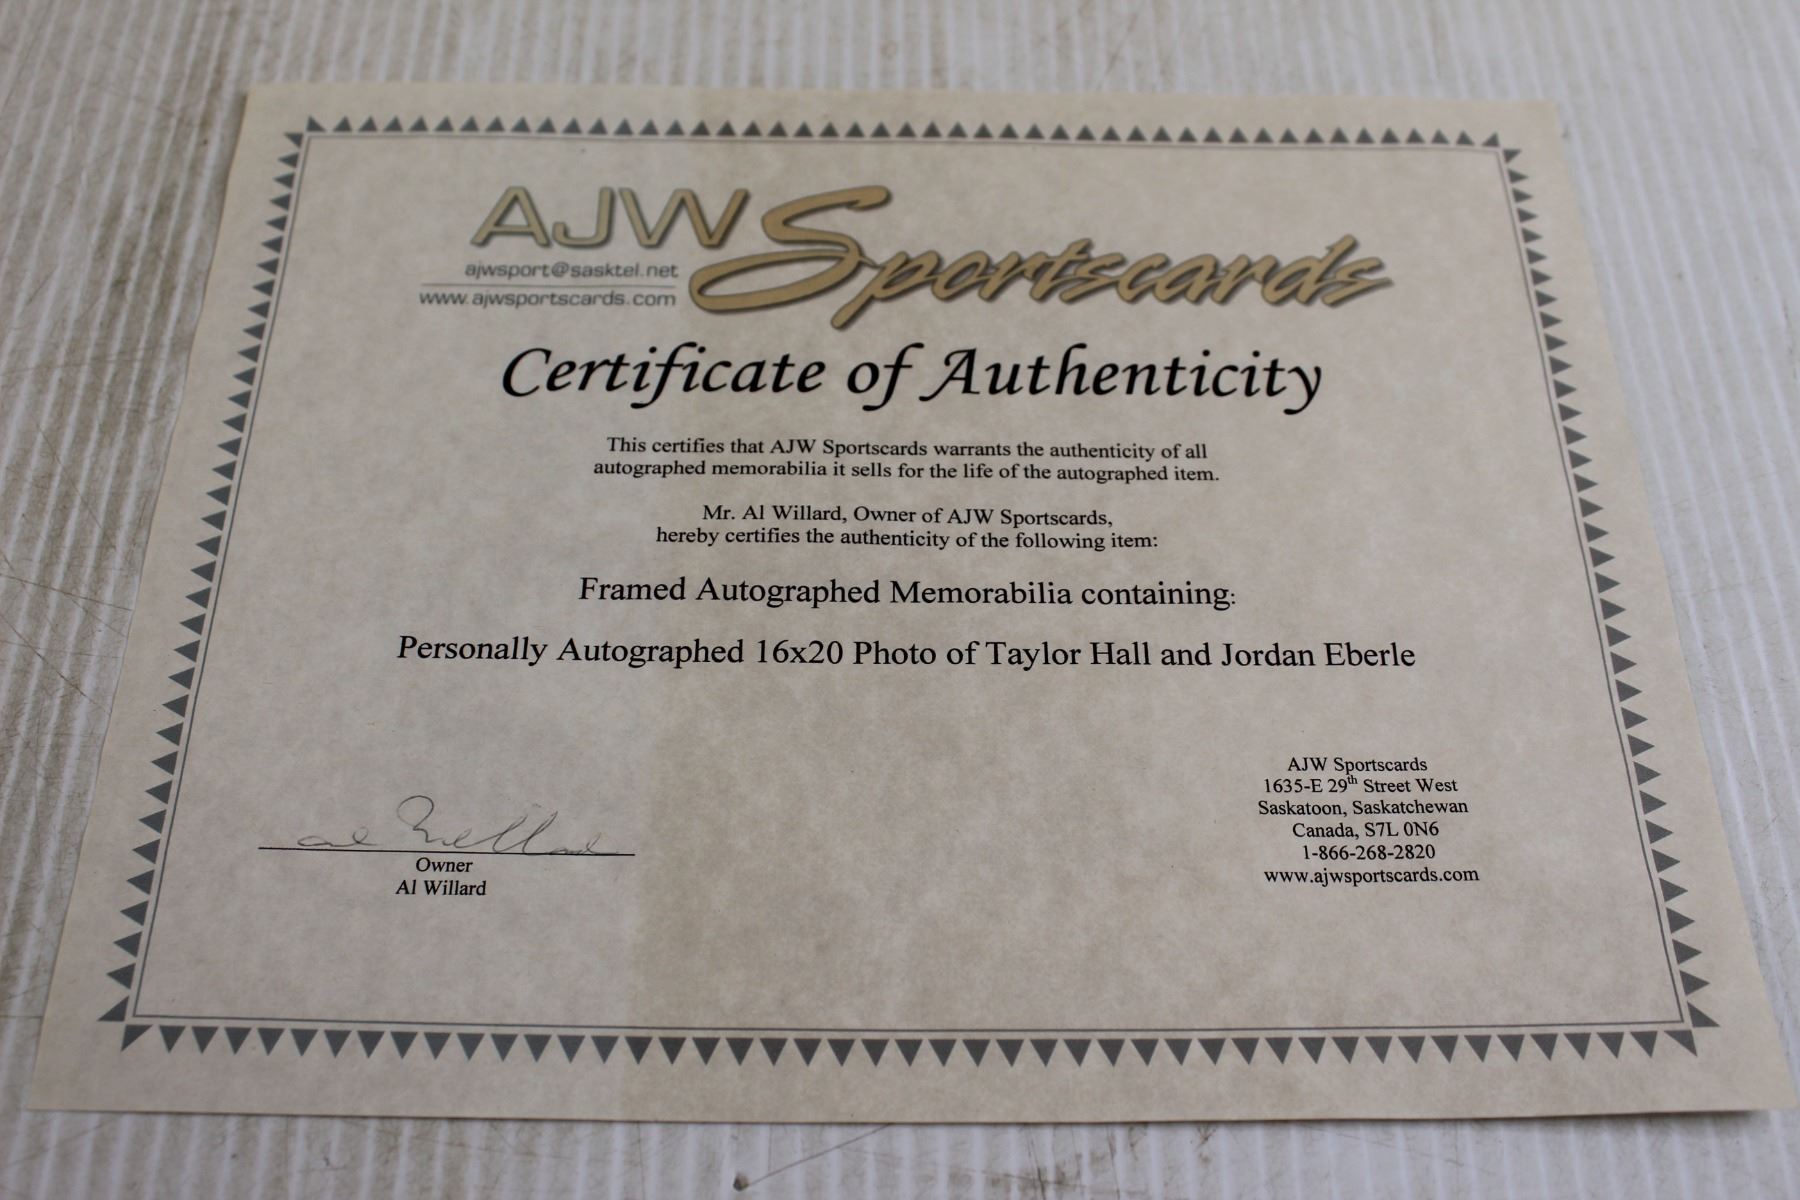 AJW Sportscards
ajwsport@sasktel.net
www.ajwsportscards.com
Certificate of Authenticity
This certifies that AJW Sportscards warrants the authenticity of all
autographed memorabilia it sells for the life of the autographed item.
Mr. Al Willard, Owner of AJW Sportscards,
hereby certifies the authenticity of the following item:
Framed Autographed Memorabilia containing:
Personally Autographed 16x20 Photo of Taylor Hall and Jordan Eberle
Al Willard
Owner
Al Willard
AJW Sportscards
1635-E 29th Street West
Saskatoon, Saskatchewan
Canada, S7L 0N6
1-866-268-2820
www.ajwsportscards.com